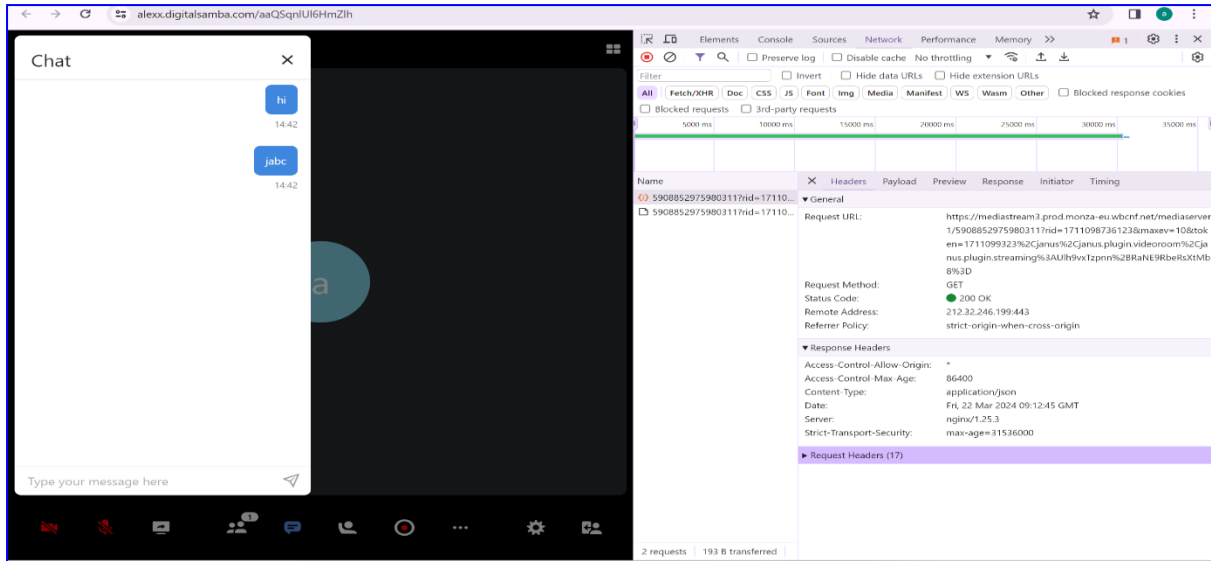 alexx.digitalsamba.com/aaQSqnlUl6HmZlh
a
Chat
hi
14:42
jabc
14:42
a
Type your message here
1
Elements Console Sources Network Performance Memory 1
Preserve log Disable cache No throttling
Filter Invert Hide data URLs Hide extension URLs
All Fetch/XHR Doc CSS JS Font Img Media Manifest WS Wasm Other Blocked response cookies
Blocked requests 3rd-party requests
5000 ms 10000 ms 15000 ms 20000 ms 25000 ms 30000 ms 35000 ms
Name
5908852975980311?rid=17110...
5908852975980311?rid=17110...
Headers Payload Preview Response Initiator Timing
General
Request URL: https://mediastream3.prod.monza-eu.wbcnf.net/mediaserver
1/5908852975980311?rid=1711098736123&maxev=10&tok
en=1711099323%2Cjanus%2Cjanus.plugin.videoroom%2Cja
nus.plugin.streaming%3AUlh9vxTzpnn%2BRaNE9RbeRsXtMb
8%3D
Request Method: GET
Status Code: 200 OK
Remote Address: 212.32.246.199:443
Referrer Policy: strict-origin-when-cross-origin
Response Headers
Access-Control-Allow-Origin: *
Access-Control-Max-Age: 86400
Content-Type: application/json
Date: Fri, 22 Mar 2024 09:12:45 GMT
Server: nginx/1.25.3
Strict-Transport-Security: max-age=31536000
Request Headers (17)
2 requests 193 B transferred